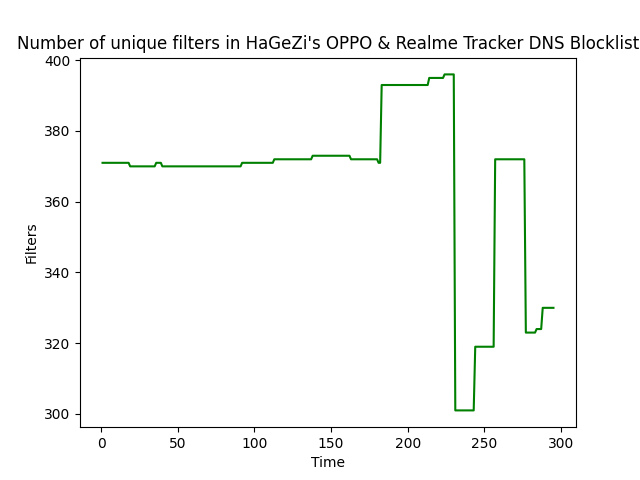 Number of unique filters in HaGeZi's OPPO & Realme Tracker DNS Blocklist
400
380
360
340
320
300
Filters
0 50 100 150 200 250 300
Time